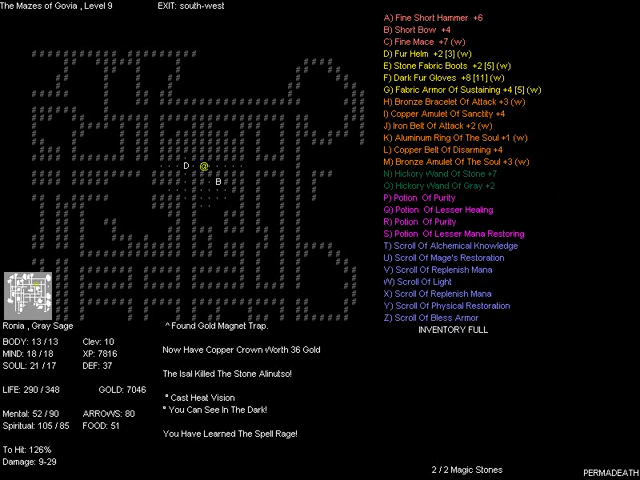 The Mazes of Govia , Level 9
EXIT: south-west
A) Fine Short Hammer +6
B) Short Bow +4
C) Fine Mace +7 (w)
D) Fur Helm +2 [3] (w)
E) Stone Fabric Boots +2 [5] (w)
F) Dark Fur Gloves +8 [11] (w)
G) Fabric Armor Of Sustaining +4 [5] (w)
H) Bronze Bracelet Of Attack +3 (w)
I) Copper Amulet Of Sanctity +4
J) Iron Belt Of Attack +2 (w)
K) Aluminum Ring Of The Soul +1 (w)
L) Copper Belt Of Disarming +4
M) Bronze Amulet Of The Soul +3 (w)
N) Hickory Wand Of Stone +7
O) Hickory Wand Of Gray +2
P) Potion Of Purity
Q) Potion Of Lesser Healing
R) Potion Of Purity
S) Potion Of Lesser Mana Restoring
T) Scroll Of Alchemical Knowledge
U) Scroll Of Mage's Restoration
V) Scroll Of Replenish Mana
W) Scroll Of Light
X) Scroll Of Replenish Mana
Y) Scroll Of Physical Restoration
Z) Scroll Of Bless Armor
INVENTORY FULL
D
@
B
Ronia , Gray Sage
BODY: 13 / 13
Clev: 10
MIND: 18 / 18
XP: 7816
SOUL: 21 / 17
DEF: 37
LIFE: 290 / 348
GOLD: 7046
Mental: 52 / 90
ARROWS: 80
Spiritual: 105 / 85
FOOD: 51
To Hit: 126%
Damage: 9-29
^ Found Gold Magnet Trap.
Now Have Copper Crown Worth 36 Gold
The Isal Killed The Stone Alinutso!
* Cast Heat Vision
* You Can See In The Dark!
You Have Learned The Spell Rage!
2 / 2 Magic Stones
PERMADEATH